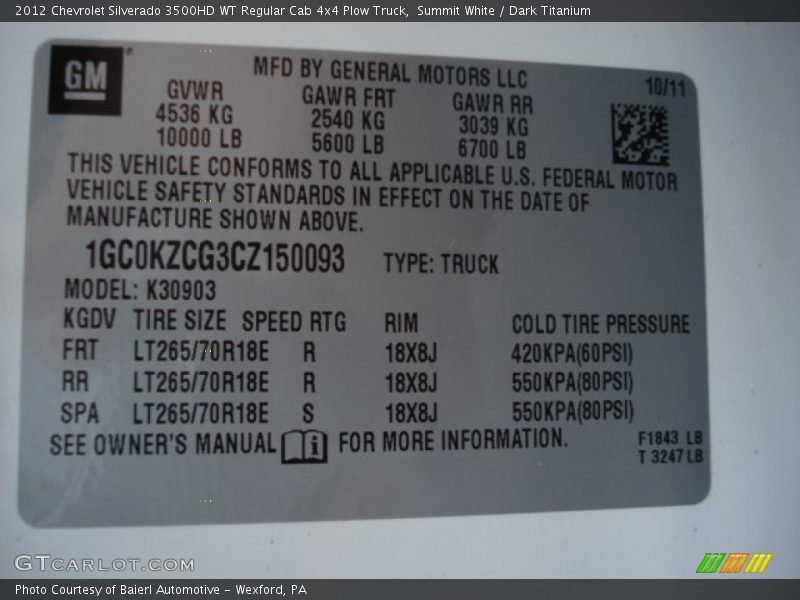 2012 Chevrolet Silverado 3500HD WT Regular Cab 4x4 Plow Truck,  Summit White / Dark Titanium
GM
MFD BY GENERAL MOTORS LLC
10/11
GVWR GAWR FRT GAWR RR
4536 KG 2540 KG 3039 KG
10000 LB 5600 LB 6700 LB
THIS VEHICLE CONFORMS TO ALL APPLICABLE U.S. FEDERAL MOTOR
VEHICLE SAFETY STANDARDS IN EFFECT ON THE DATE OF
MANUFACTURE SHOWN ABOVE.
1GC0KZCG3CZ150093 TYPE: TRUCK
MODEL: K30903
KGDV TIRE SIZE SPEED RTG RIM COLD TIRE PRESSURE
FRT LT265/70R18E R 18X8J 420KPA(60PSI)
RR LT265/70R18E R 18X8J 550KPA(80PSI)
SPA LT265/70R18E S 18X8J 550KPA(80PSI)
SEE OWNER'S MANUAL i FOR MORE INFORMATION.
F1843 LB
T 3247 LB
GTCARLOT.COM
Photo Courtesy of Baierl Automotive – Wexford, PA